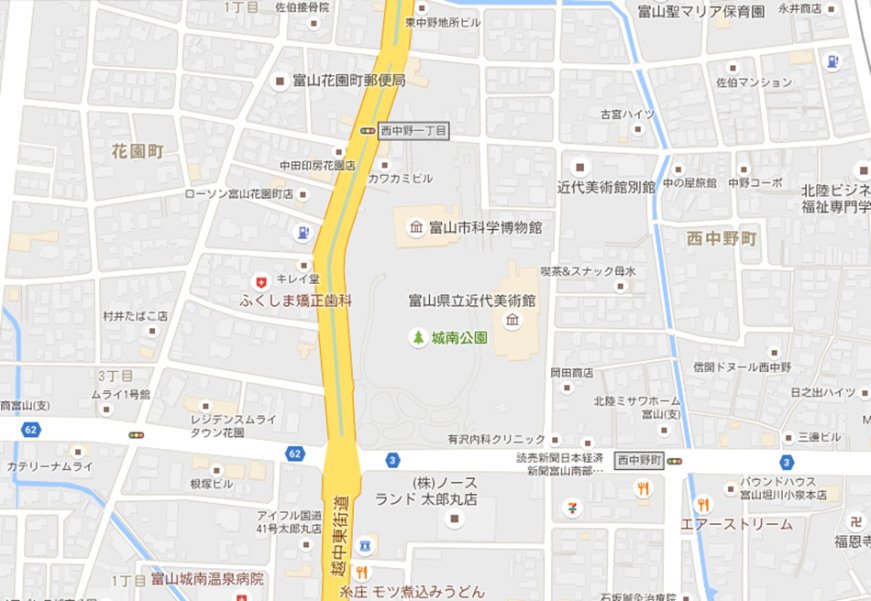 1丁目
佐伯接骨院
東中野地所ビル
富山聖マリア保育園
永井商店
富山花園町郵便局
佐伯マンション
西中野一丁目
古宮ハイツ
花園町
中田印房花園店
カワカミビル
近代美術館別館
中の屋旅館
中野コーポ
ローソン富山花園町店
北陸ビジネ
福祉専門学
富山市科学博物館
西中野町
キレイ堂
喫茶&スナック母水
ふくしま矯正歯科
富山県立近代美術館
村井たばこ店
城南公園
信開ドヌール西中野
3丁目
岡田商店
ムライ1号館
日之出ハイツ
商富山(支)
レジデンスムライ
タウン花園
北陸ミサワホーム
富山(支)
62
62
3
有沢内科クリニック
三邊ビル
カテリーナムライ
読売新聞日本経済
新聞富山南部…
西中野町
3
根塚ビル
(株)ノース
ランド 太郎丸店
バウンドハウス
富山堀川小泉本店
アイフル国道
41号太郎丸店
越中東街道
エアーストリーム
福恩寺
1丁目
富山城南温泉病院
糸庄 モツ煮込みうどん
石坂鍼灸治療院